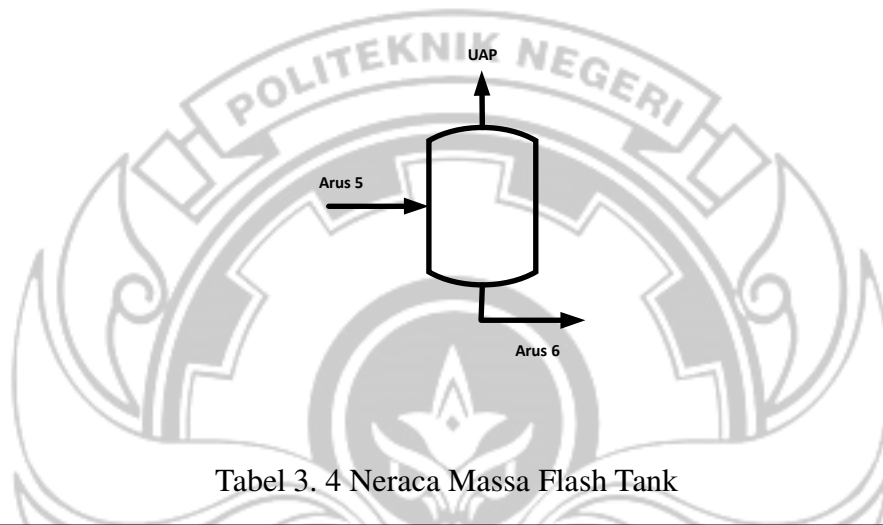 POLITEKNIK NEGERI
UAP
Arus 5
Arus 6
Tabel 3. 4 Neraca Massa Flash Tank